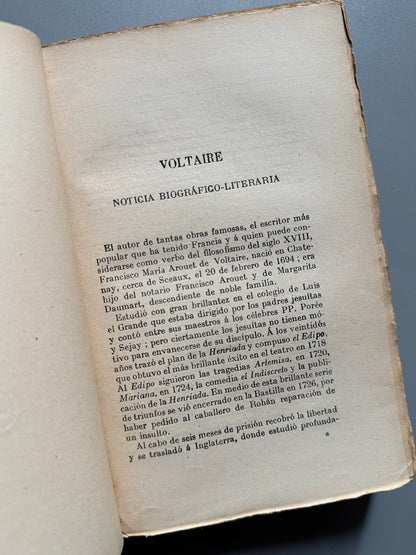 VOLTAIRE
NOTICIA BIOGRÁFICO-LITERARIA
El autor de tantas obras famosas, el escritor más
popular que ha tenido Francia y á quien puede con-
siderarse como verbo del filosofismo del siglo XVIII,
Francisco María Arouet de Voltaire, nació en Chate-
nay, cerca de Sceaux, el 20 de febrero de 1694; era
hijo del notario Francisco Arouet y de Margarita
Daumart, descendiente de noble familia.
Estudió con gran brillantez en el colegio de Luis
el Grande que estaba dirigido por los padres jesuitas
y contó entre sus maestros á los célebres PP. Porée
y Sejay; pero ciertamente los jesuitas no tienen mo-
tivo para envanecerse de su discípulo. Á los veintidós
años trazó el plan de la Henriada y compuso el Edipo,
que obtuvo el más brillante éxito en el teatro en 1718
Al Edipo siguieron las tragedias Artemisa, en 1720,
Mariana, en 1724, la comedia el Indiscreto y la publi-
cación de la Henriada. En medio de esta brillante serie
de triunfos se vió encerrado en la Bastilla en 1726, por
haber pedido al caballero de Rohán reparación de
un insulto.
Al cabo de seis meses de prisión recobró la libertad
y se trasladó á Inglaterra, donde estudió profunda-
a